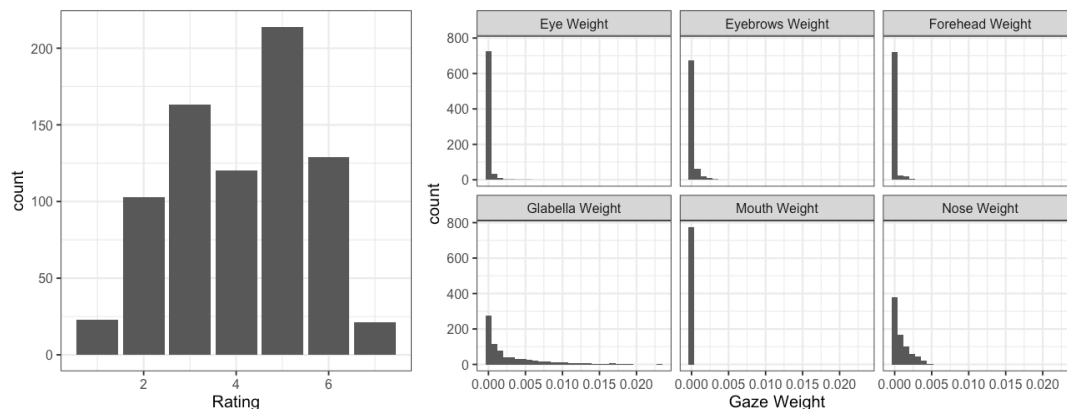 count
200
150
100
50
0
2 4 6
Rating
count
Eye Weight Eyebrows Weight Forehead Weight
800
600
400
200
0
Glabella Weight Mouth Weight Nose Weight
800
600
400
200
0
0.000 0.005 0.010 0.015 0.020 0.000 0.005 0.010 0.015 0.020 0.000 0.005 0.010 0.015 0.020
Gaze Weight